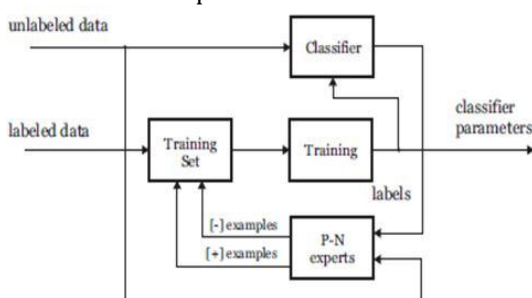 unlabeled data
Classifier
labeled data
Training
Set
Training
classifier
parameters
labels
[-] examples
[+] examples
P-N
experts